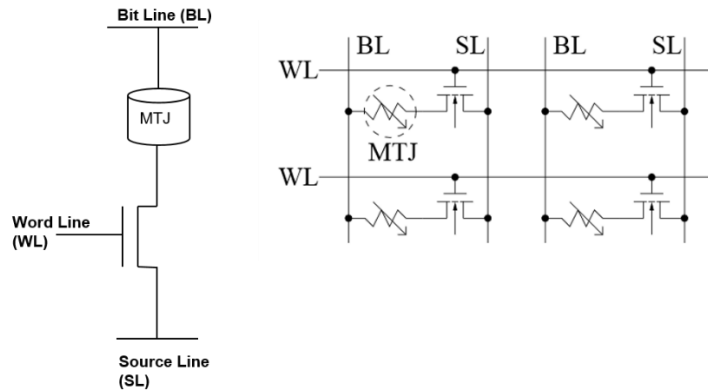 Bit Line (BL)
MTJ
Word Line
(WL)
Source Line
(SL)
BL SL BL SL
WL
MTJ
WL